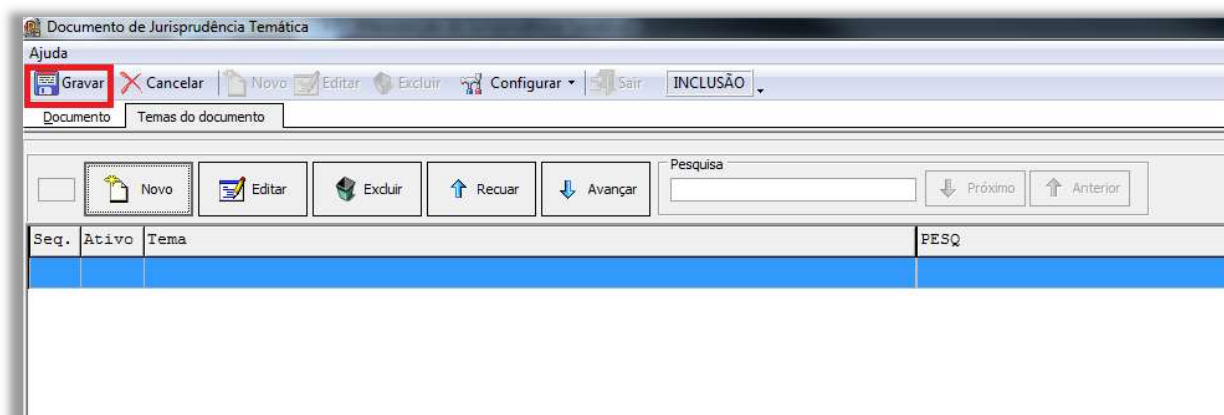 Documento de Jurisprudência Temática
Ajuda
Gravar Cancelar Novo Editar Excluir Configurar Sair INCLUSÃO
Documento Temas do documento
Pesquisa
Novo Editar Excluir Recuar Avançar Próximo Anterior
Seq. Ativo Tema PESQ